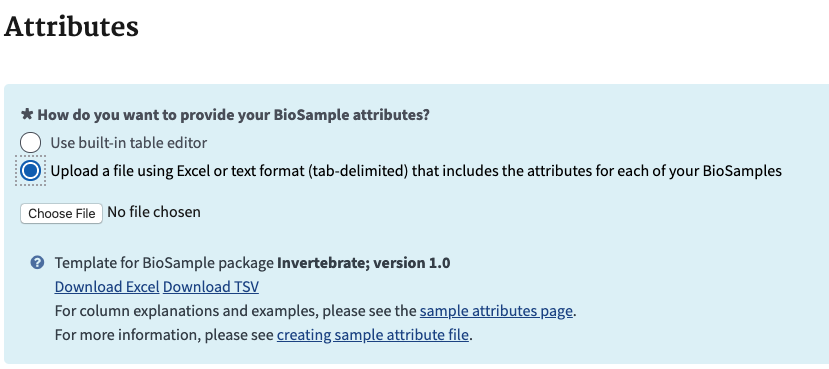 Attributes
* How do you want to provide your BioSample attributes?
Use built-in table editor
Upload a file using Excel or text format (tab-delimited) that includes the attributes for each of your BioSamples
Choose File No file chosen
? Template for BioSample package Invertebrate; version 1.0
Download Excel Download TSV
For column explanations and examples, please see the sample attributes page.
For more information, please see creating sample attribute file.